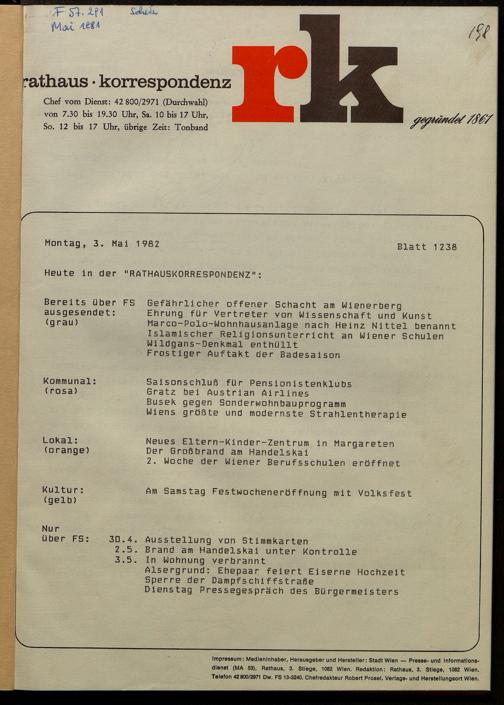 F 57.291
Mai 1981
198
rk
rathaus · korrespondenz
gegründet 1861
Chef vom Dienst: 42 800/2971 (Durchwahl)
von 7.30 bis 19.30 Uhr, Sa. 10 bis 17 Uhr,
So. 12 bis 17 Uhr, übrige Zeit: Tonband
Montag, 3. Mai 1982
Blatt 1238
Heute in der "RATHAUSKORRESPONDENZ":
Bereits über FS ausgesendet: (grau)
Gefährlicher offener Schacht am Wienerberg
Ehrung für Vertreter von Wissenschaft und Kunst
Marco-Polo-Wohnhausanlage nach Heinz Nittel benannt
Islamischer Religionsunterricht an Wiener Schulen
Wildgans-Denkmal enthüllt
Frostiger Auftakt der Badesaison
Kommunal:
(rosa)
Saisonschluß für Pensionistenklubs
Gratz bei Austrian Airlines
Busek gegen Sonderwohnbauprogramm
Wiens größte und modernste Strahlentherapie
Lokal:
(orange)
Neues Eltern-Kinder-Zentrum in Margareten
Der Großbrand am Handelskai
2. Woche der Wiener Berufsschulen eröffnet
Kultur:
(gelb)
Am Samstag Festwocheneröffnung mit Volksfest
Nur
über FS:
30.4. Ausstellung von Stimmkarten
2.5. Brand am Handelskai unter Kontrolle
3.5. In Wohnung verbrannt
Alsergrund: Ehepaar feiert Eiserne Hochzeit
Sperre der Dampfschiffstraße
Dienstag Pressegespräch des Bürgermeisters
Impressum: Medieninhaber, Herausgeber und Hersteller: Stadt Wien — Presse- und Informations-
dienst (MA 53), Rathaus, 3. Stiege, 1082 Wien. Redaktion: Rathaus, 3. Stiege, 1082 Wien.
Telefon 42 800/2971 Dw. FS 13-3240. Chefredakteur Robert Prosel. Verlags- und Herstellungsort Wien.